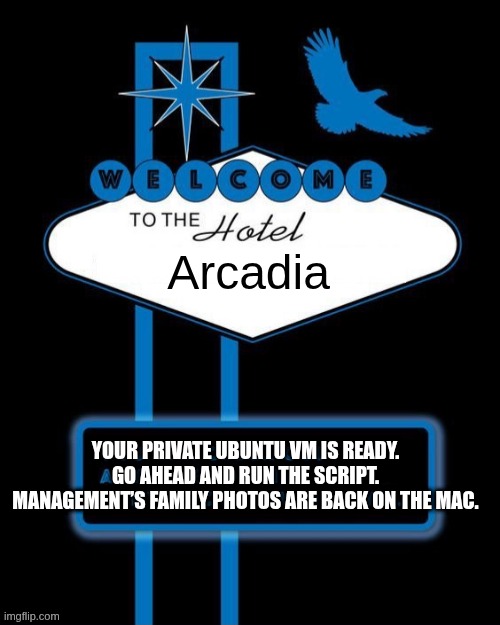 WELCOME
TO THE Hotel
Arcadia
YOUR PRIVATE UBUNTU VM IS READY.
GO AHEAD AND RUN THE SCRIPT.
MANAGEMENT'S FAMILY PHOTOS ARE BACK ON THE MAC.
imgflip.com